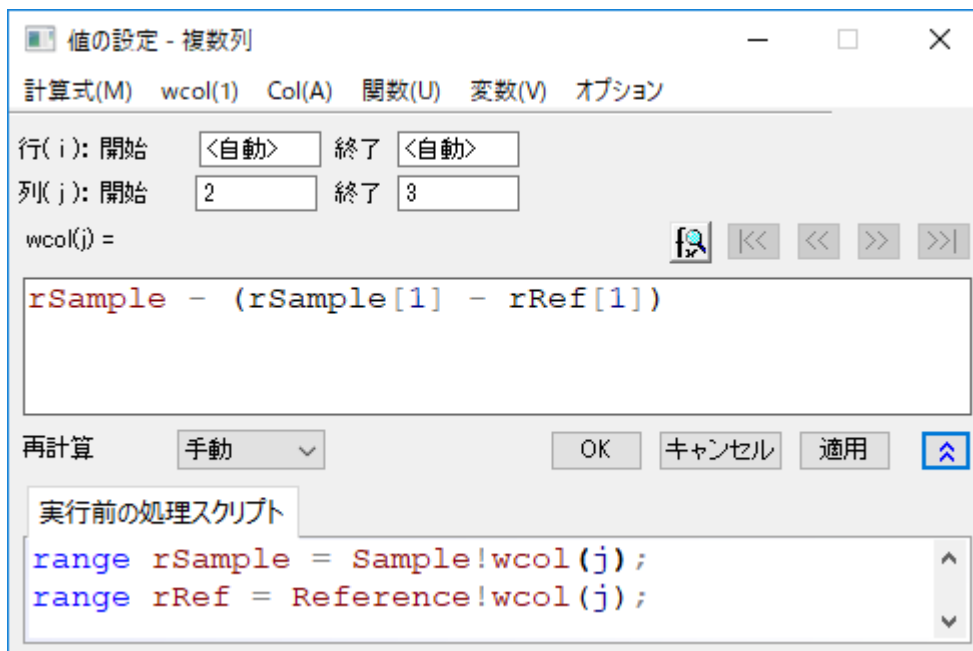 値の設定 - 複数列
計算式(M) wcol(1) Col(A) 関数(U) 変数(V) オプション
行( i ): 開始 <自動> 終了 <自動>
列( j ): 開始 2 終了 3
wcol(j) =
|<< << >> >>|
rSample - (rSample[1] - rRef[1])
再計算 手動 OK キャンセル 適用
実行前の処理スクリプト
range rSample = Sample!wcol(j);
range rRef = Reference!wcol(j);